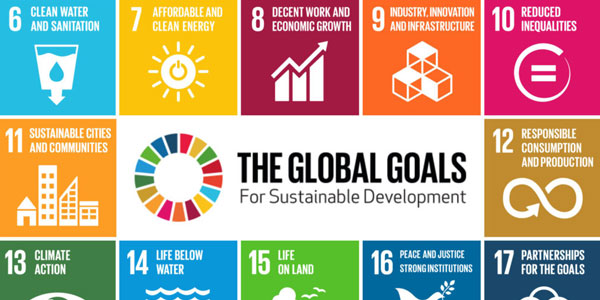 6 CLEAN WATER
AND SANITATION
7 AFFORDABLE AND
CLEAN ENERGY
8 DECENT WORK AND
ECONOMIC GROWTH
9 INDUSTRY, INNOVATION
AND INFRASTRUCTURE
10 REDUCED
INEQUALITIES
11 SUSTAINABLE CITIES
AND COMMUNITIES
THE GLOBAL GOALS
For Sustainable Development
12 RESPONSIBLE
CONSUMPTION
AND PRODUCTION
13 CLIMATE
ACTION
14 LIFE BELOW
WATER
15 LIFE
ON LAND
16 PEACE AND JUSTICE
STRONG INSTITUTIONS
17 PARTNERSHIPS
FOR THE GOALS